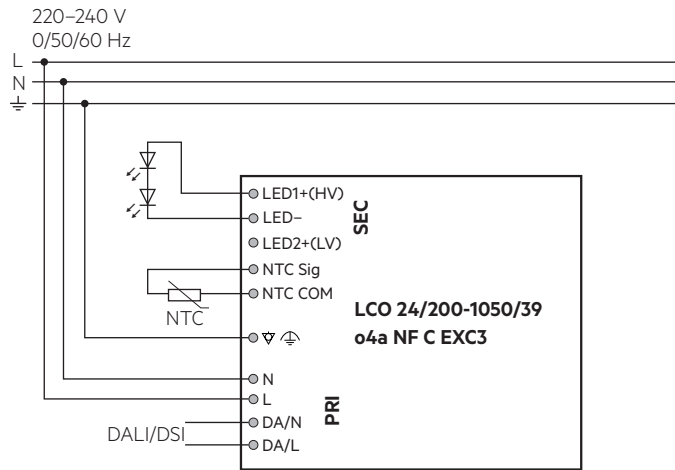 220–240 V
0/50/60 Hz
L
N
LED1+(HV)
LED–
LED2+(LV)
NTC Sig
NTC COM
NTC
SEC
LCO 24/200-1050/39
o4a NF C EXC3
N
L
DA/N
DA/L
PRI
DALI/DSI